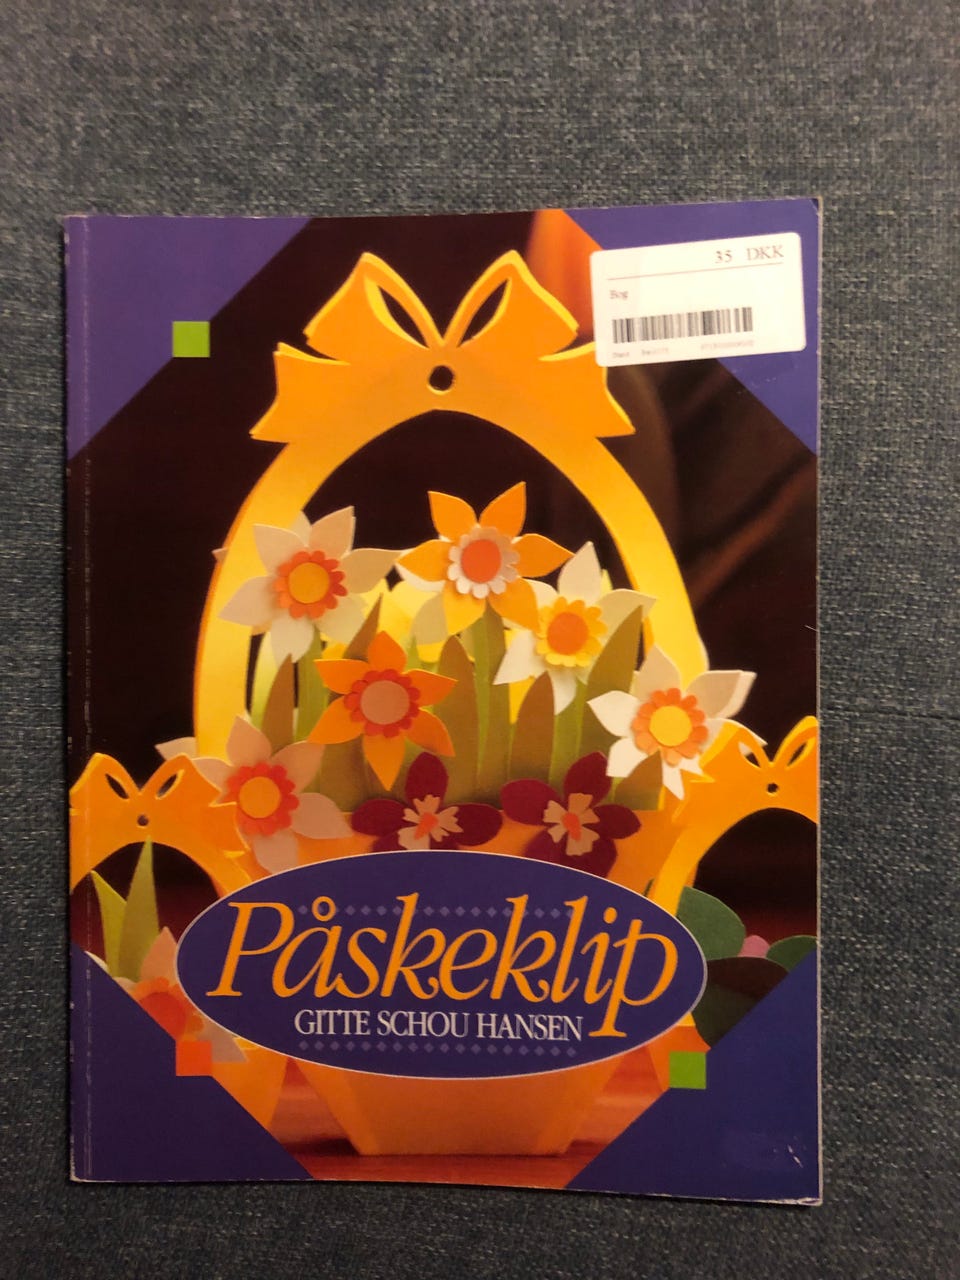 35 DKK
Bog
Påskeklip
GITTE SCHOU HANSEN